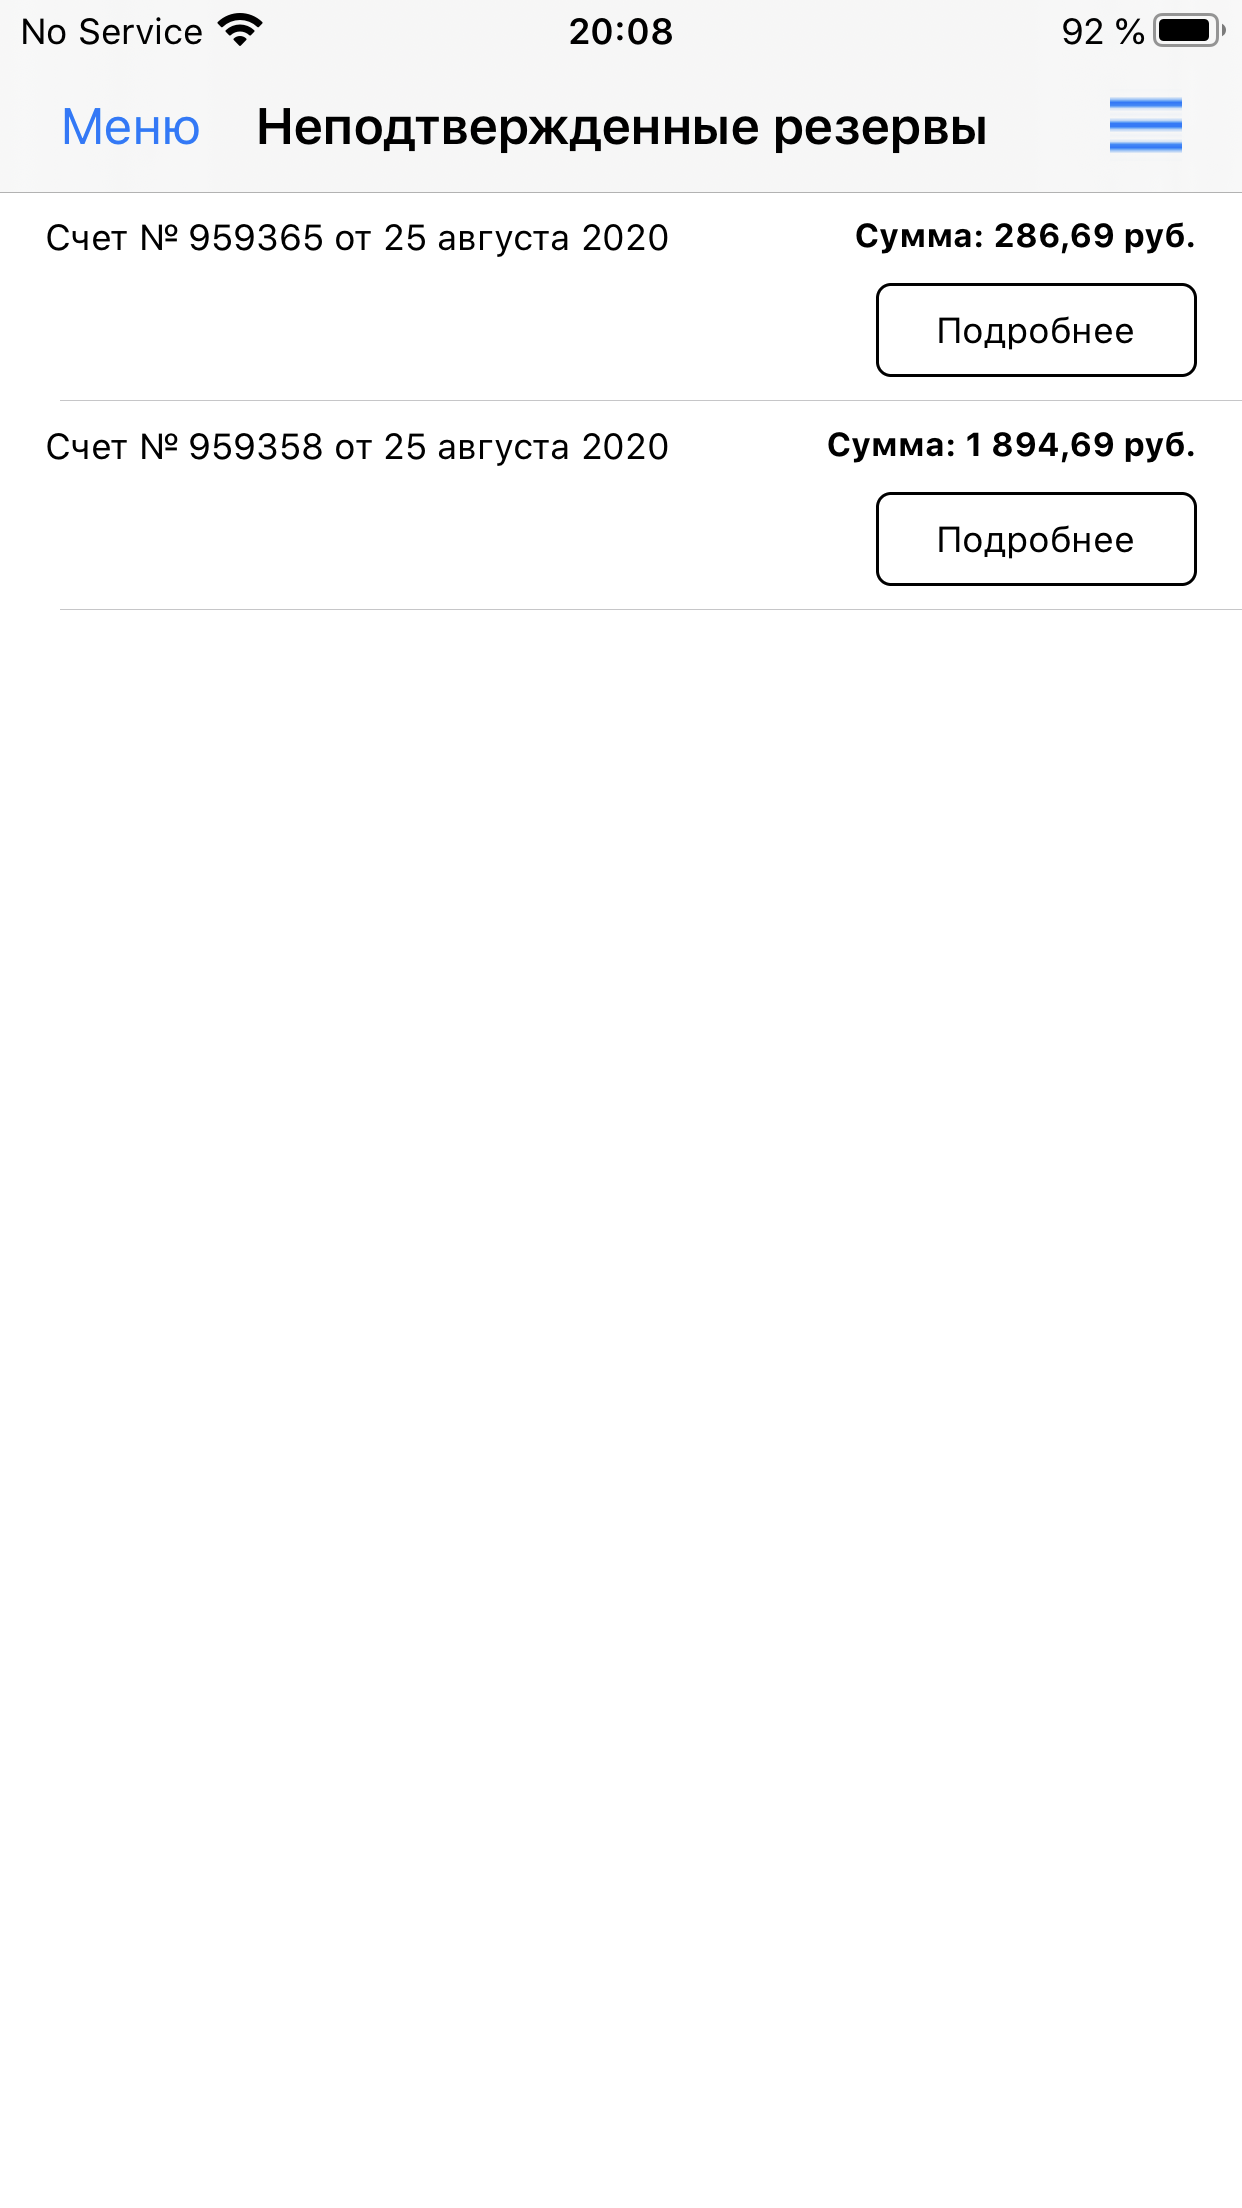 No Service 20:08 92 %
Меню Неподтвержденные резервы
Счет № 959365 от 25 августа 2020 Сумма: 286,69 руб.
Подробнее
Счет № 959358 от 25 августа 2020 Сумма: 1 894,69 руб.
Подробнее